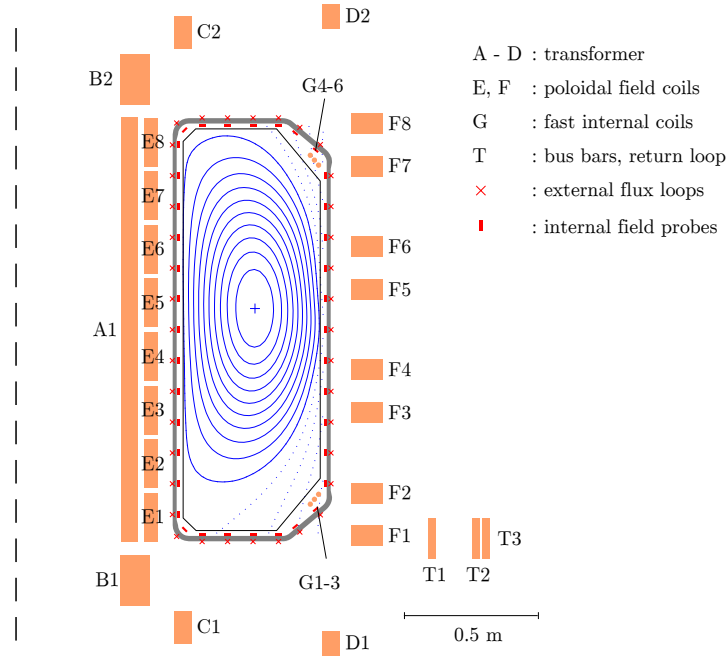 D2
C2
A - D : transformer
B2
G4-6
E, F : poloidal field coils
F8
G : fast internal coils
E8
F7
T : bus bars, return loop
E7
× : external flux loops
E6
F6
: internal field probes
E5
F5
A1
E4
F4
E3
F3
E2
F2
E1
F1
T3
T1
T2
B1
G1-3
C1
0.5 m
D1